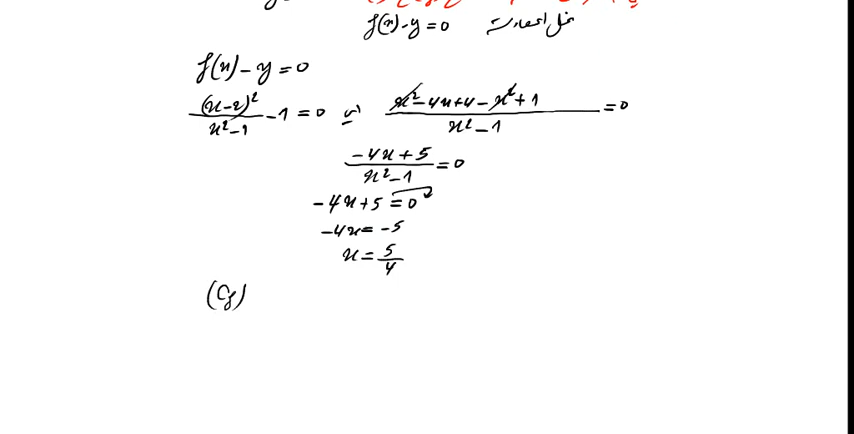 f(x)-y=0 نحل المعادلة
f(x)-y=0
(x-2)²/x²-1 -1=0 أي x²-4x+4-x²+1/x²-1 =0
-4x+5/x²-1 =0
-4x+5=0
-4x=-5
x=5/4